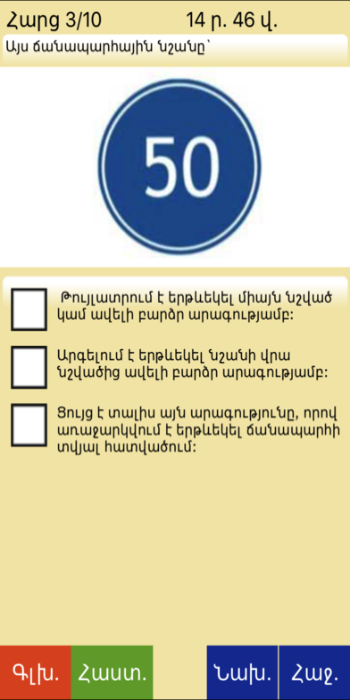 Հարց 3/10
14 ր. 46 վ.
Այս ճանապարհային նշանը`
50
Թույլատրում է երթևեկել միայն նշված
կամ ավելի բարձր արագությամբ:
Արգելում է երթևեկել նշանի վրա
նշվածից ավելի բարձր արագությամբ:
Ցույց է տալիս այն արագությունը, որով
առաջարկվում է երթևեկել ճանապարհի
տվյալ հատվածում:
Գլխ.
Հաստ.
Նախ.
Հաջ.